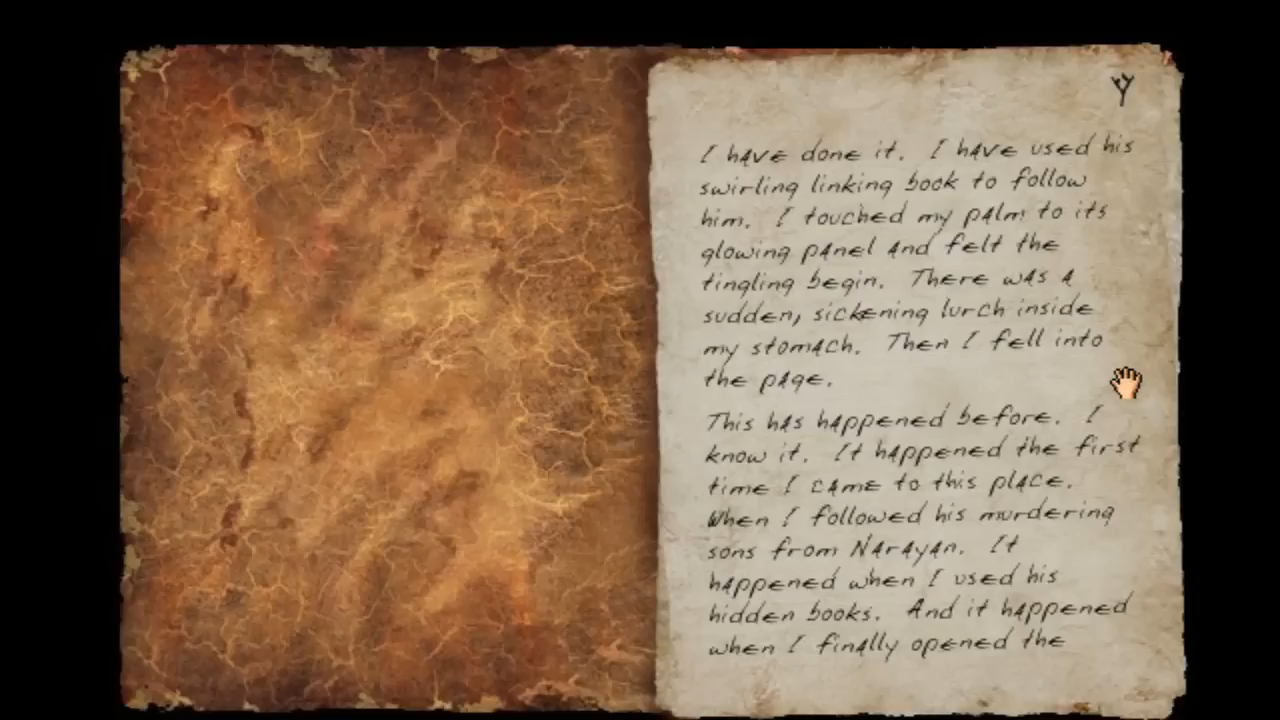 I have done it. I have used his
swirling linking book to follow
him. I touched my palm to its
glowing panel and felt the
tingling begin. There was a
sudden, sickening lurch inside
my stomach. Then I fell into
the page.
This has happened before. I
know it. It happened the first
time I came to this place.
When I followed his murdering
sons from Narayan. It
happened when I used his
hidden books. And it happened
when I finally opened the